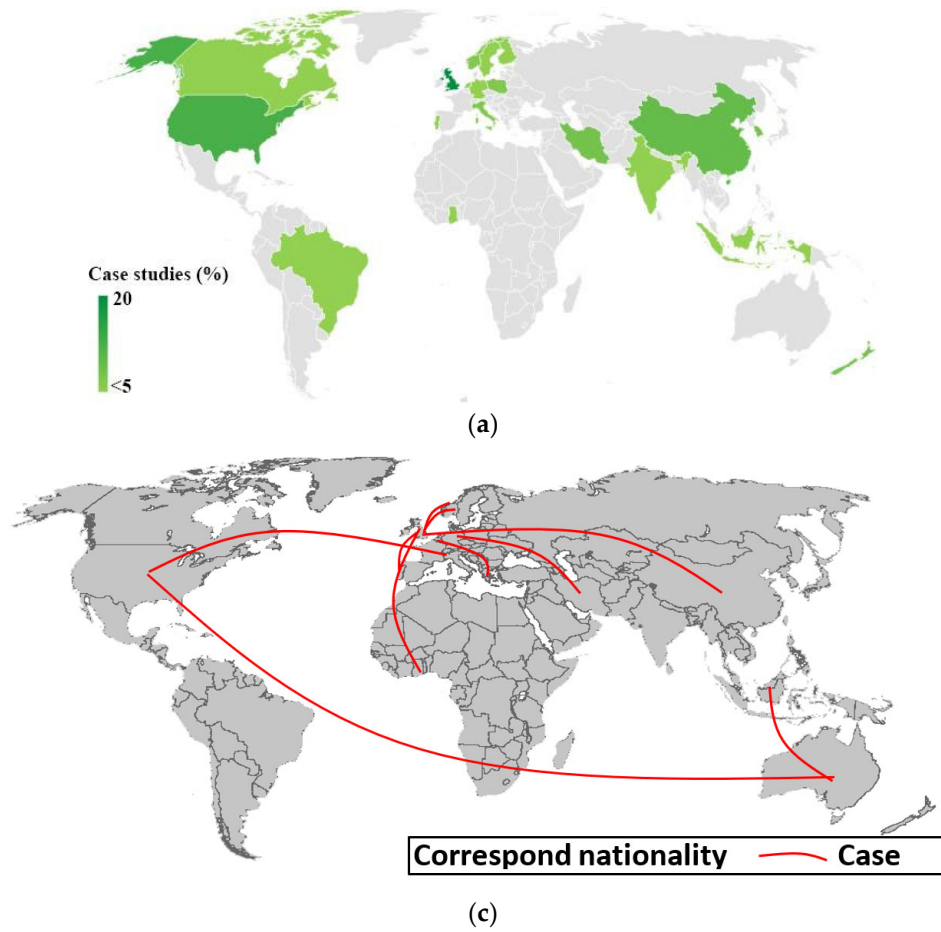 Case studies (%)
20
<5
(a)
Correspond nationality Case
(c)